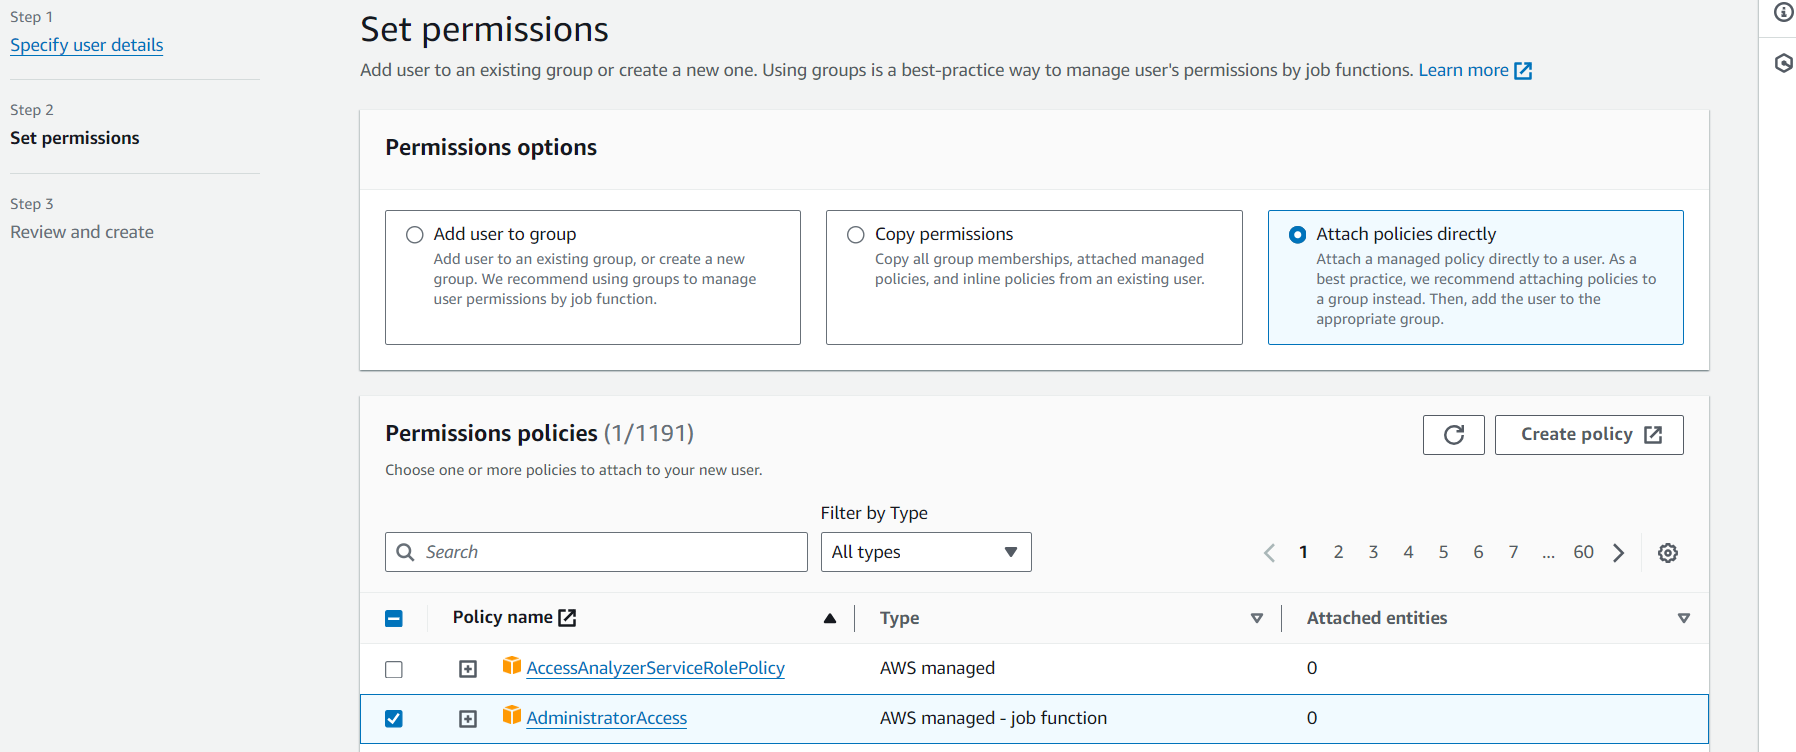 Step 1
Specify user details
Step 2
Set permissions
Step 3
Review and create
Set permissions
Add user to an existing group or create a new one. Using groups is a best-practice way to manage user's permissions by job functions. Learn more
Permissions options
Add user to group
Add user to an existing group, or create a new
group. We recommend using groups to manage
user permissions by job function.
Copy permissions
Copy all group memberships, attached managed
policies, and inline policies from an existing user.
Attach policies directly
Attach a managed policy directly to a user. As a
best practice, we recommend attaching policies to
a group instead. Then, add the user to the
appropriate group.
Permissions policies (1/1191)
Create policy
Choose one or more policies to attach to your new user.
Filter by Type
Search
All types
1 2 3 4 5 6 7 ... 60
Policy name Type Attached entities
AccessAnalyzerServiceRolePolicy AWS managed 0
AdministratorAccess AWS managed - job function 0